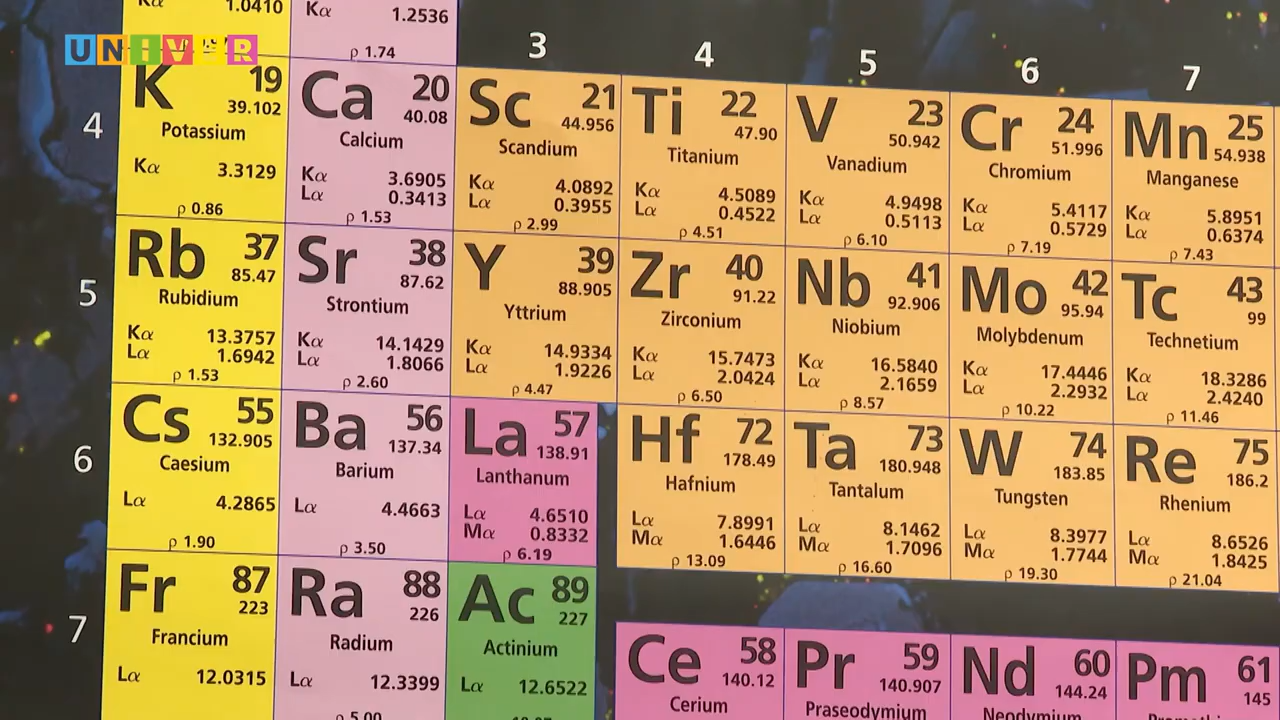 UNIVER
Kα 1.0410
Kα 1.2536
ρ 1.74
3 4 5 6 7
4
K 19
39.102
Potassium
Kα 3.3129
ρ 0.86
Ca 20
40.08
Calcium
Kα 3.6905
Lα 0.3413
ρ 1.53
Sc 21
44.956
Scandium
Kα 4.0892
Lα 0.3955
ρ 2.99
Ti 22
47.90
Titanium
Kα 4.5089
Lα 0.4522
ρ 4.51
V 23
50.942
Vanadium
Kα 4.9498
Lα 0.5113
ρ 6.10
Cr 24
51.996
Chromium
Kα 5.4117
Lα 0.5729
ρ 7.19
Mn 25
54.938
Manganese
Kα 5.8951
Lα 0.6374
ρ 7.43
5
Rb 37
85.47
Rubidium
Kα 13.3757
Lα 1.6942
ρ 1.53
Sr 38
87.62
Strontium
Kα 14.1429
Lα 1.8066
ρ 2.60
Y 39
88.905
Yttrium
Kα 14.9334
Lα 1.9226
ρ 4.47
Zr 40
91.22
Zirconium
Kα 15.7473
Lα 2.0424
ρ 6.50
Nb 41
92.906
Niobium
Kα 16.5840
Lα 2.1659
ρ 8.57
Mo 42
95.94
Molybdenum
Kα 17.4446
Lα 2.2932
ρ 10.22
Tc 43
99
Technetium
Kα 18.3286
Lα 2.4240
ρ 11.46
6
Cs 55
132.905
Caesium
Lα 4.2865
ρ 1.90
Ba 56
137.34
Barium
Lα 4.4663
ρ 3.50
La 57
138.91
Lanthanum
Lα 4.6510
Mα 0.8332
ρ 6.19
Hf 72
178.49
Hafnium
Lα 7.8991
Mα 1.6446
ρ 13.09
Ta 73
180.948
Tantalum
Lα 8.1462
Mα 1.7096
ρ 16.60
W 74
183.85
Tungsten
Lα 8.3977
Mα 1.7744
ρ 19.30
Re 75
186.2
Rhenium
Lα 8.6526
Mα 1.8425
ρ 21.04
7
Fr 87
223
Francium
Lα 12.0315
Ra 88
226
Radium
Lα 12.3399
ρ 5.00
Ac 89
227
Actinium
Lα 12.6522
Ce 58
140.12
Cerium
Pr 59
140.907
Praseodymium
Nd 60
144.24
Neodymium
Pm 61
145